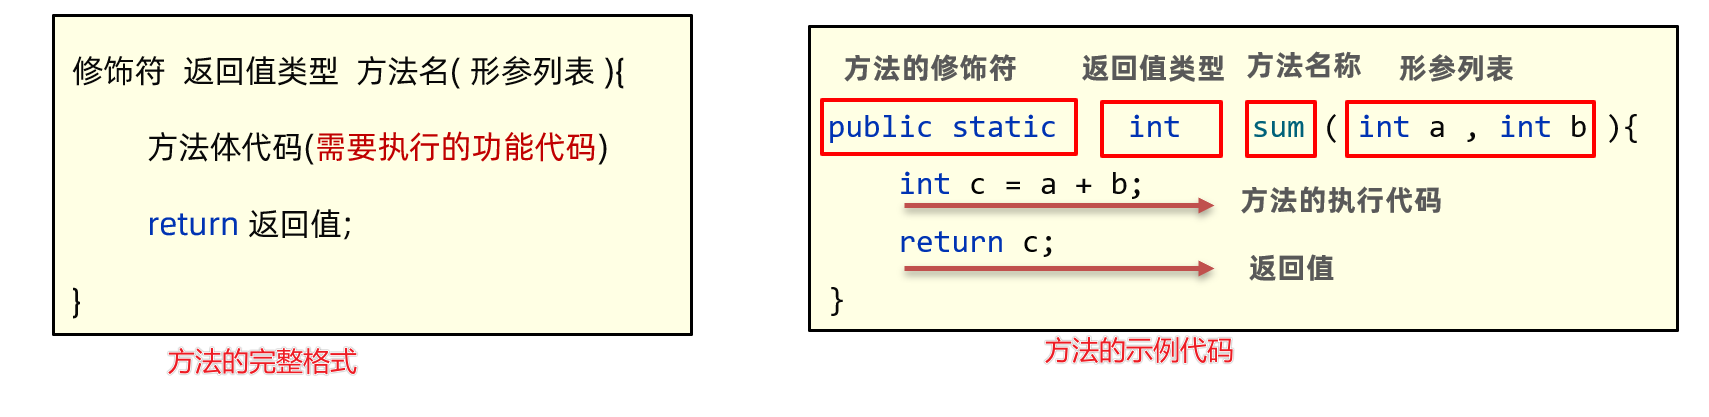 修饰符 返回值类型 方法名( 形参列表 ){
方法体代码(需要执行的功能代码)
return 返回值;
}
方法的完整格式
方法的修饰符 返回值类型 方法名称 形参列表
public static int sum ( int a , int b ){
int c = a + b; 方法的执行代码
return c; 返回值
}
方法的示例代码